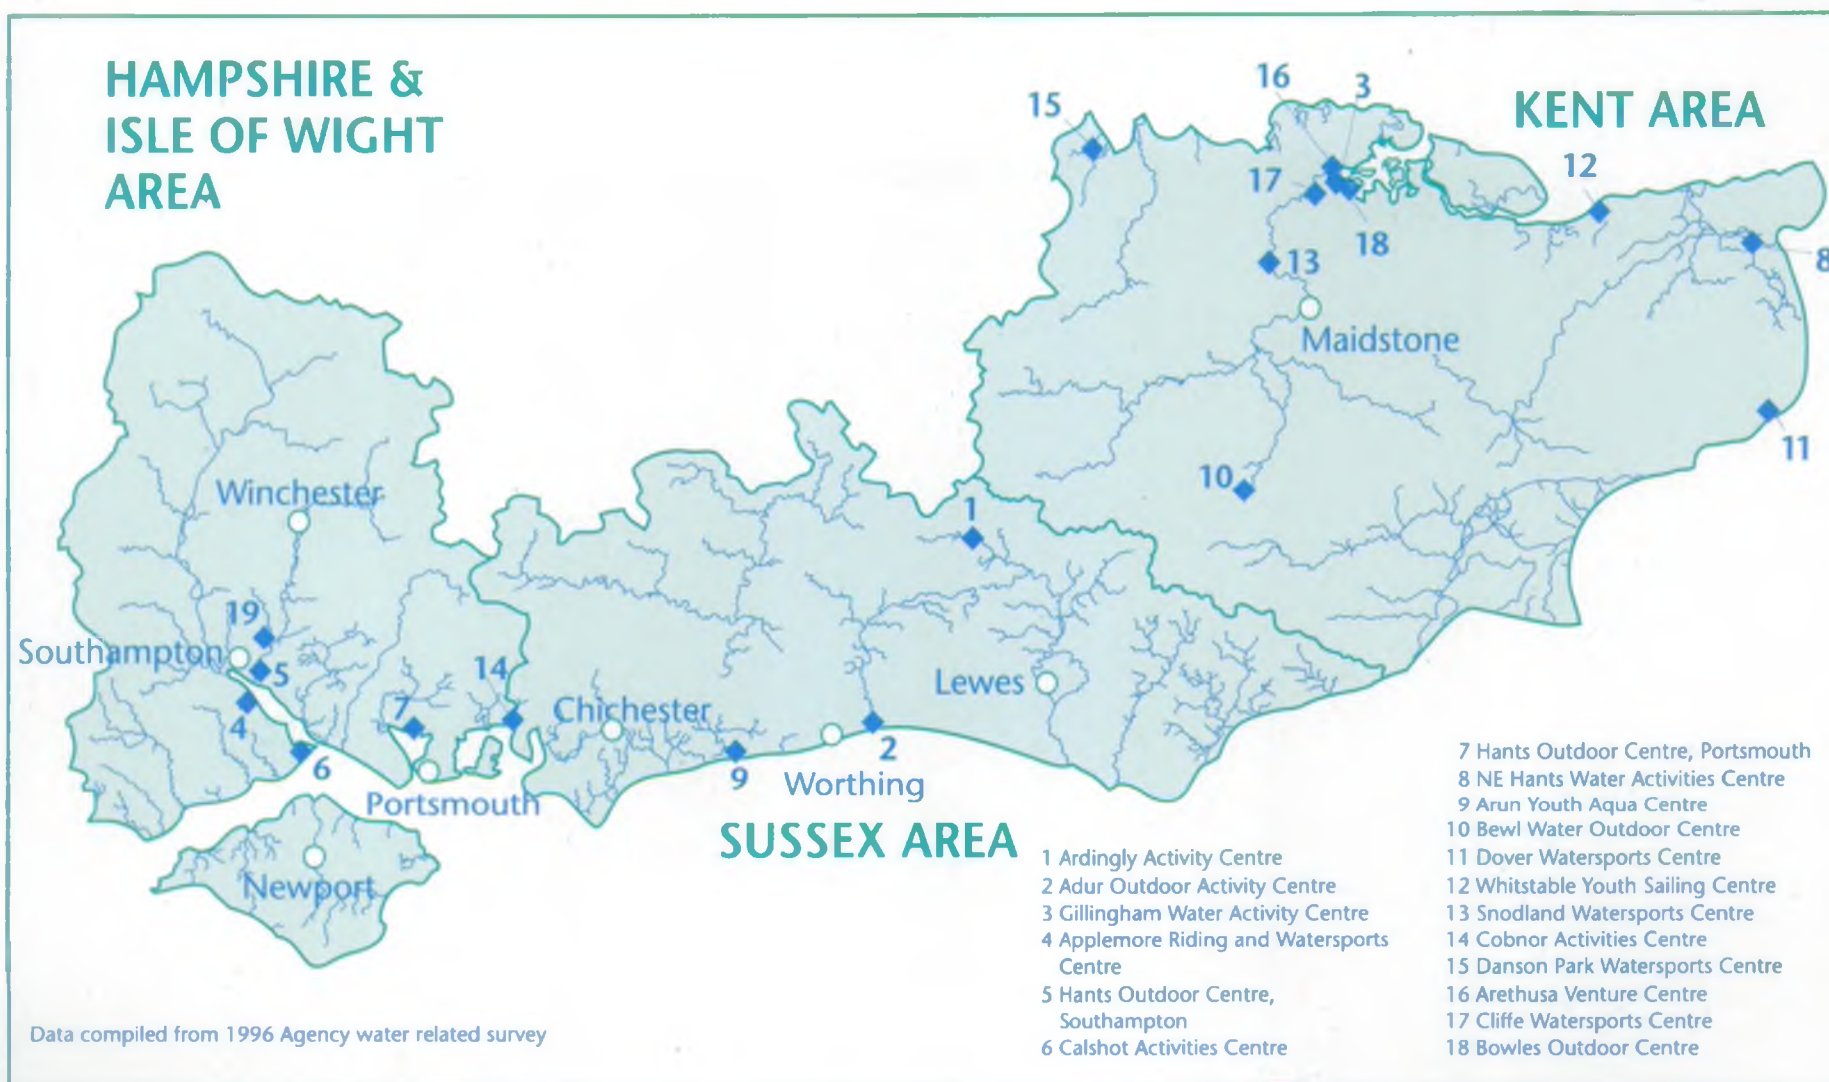 HAMPSHIRE &
ISLE OF WIGHT
AREA
KENT AREA
16
3
15
12
17
18
8
13
Maidstone
11
10
Winchester
1
19
Southampton
5
14
4
7
Chichester
Lewes
6
9
2
Portsmouth
Worthing
SUSSEX AREA
Newport
1 Ardingly Activity Centre
2 Adur Outdoor Activity Centre
3 Gillingham Water Activity Centre
4 Applemore Riding and Watersports
Centre
5 Hants Outdoor Centre,
Southampton
6 Calshot Activities Centre
7 Hants Outdoor Centre, Portsmouth
8 NE Hants Water Activities Centre
9 Arun Youth Aqua Centre
10 Bewl Water Outdoor Centre
11 Dover Watersports Centre
12 Whitstable Youth Sailing Centre
13 Snodland Watersports Centre
14 Cobnor Activities Centre
15 Danson Park Watersports Centre
16 Arethusa Venture Centre
17 Cliffe Watersports Centre
18 Bowles Outdoor Centre
Data compiled from 1996 Agency water related survey